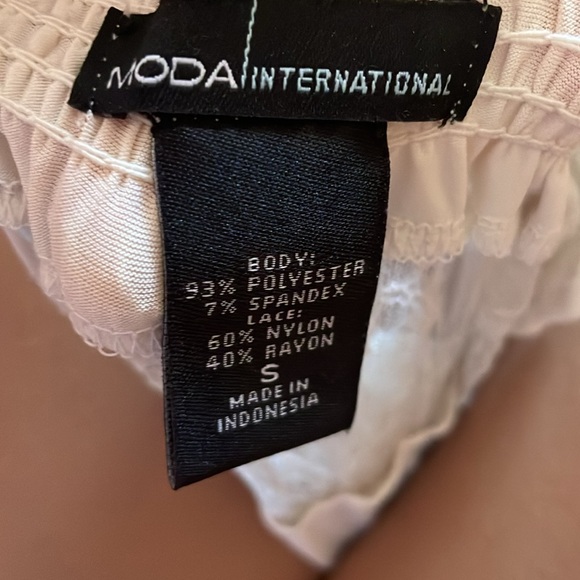 MODA INTERNATIONAL
BODY:
93% POLYESTER
7% SPANDEX
LACE:
60% NYLON
40% RAYON
S
MADE IN
INDONESIA